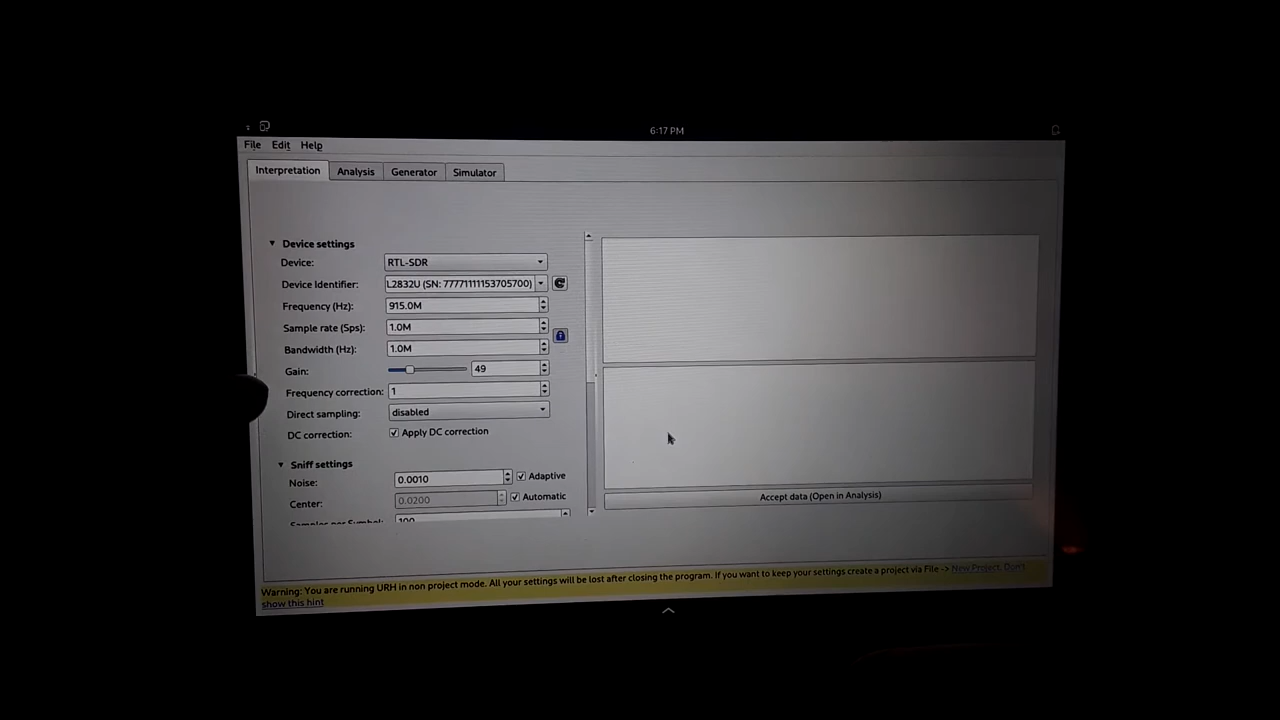 6:17 PM
File Edit Help
Interpretation Analysis Generator Simulator
Device settings
Device: RTL-SDR
Device Identifier: L2832U (SN: 77771111153705700)
Frequency (Hz): 915.0M
Sample rate (Sps): 1.0M
Bandwidth (Hz): 1.0M
Gain: 49
Frequency correction: 1
Direct sampling: disabled
DC correction: Apply DC correction
Sniff settings
Noise: 0.0010 Adaptive
Center: 0.0200 Automatic
Samples per Symbol: 100
Accept data (Open in Analysis)
Warning: You are running URH in non project mode. All your settings will be lost after closing the program. If you want to keep your settings create a project via File -> New Project. Don't
show this hint